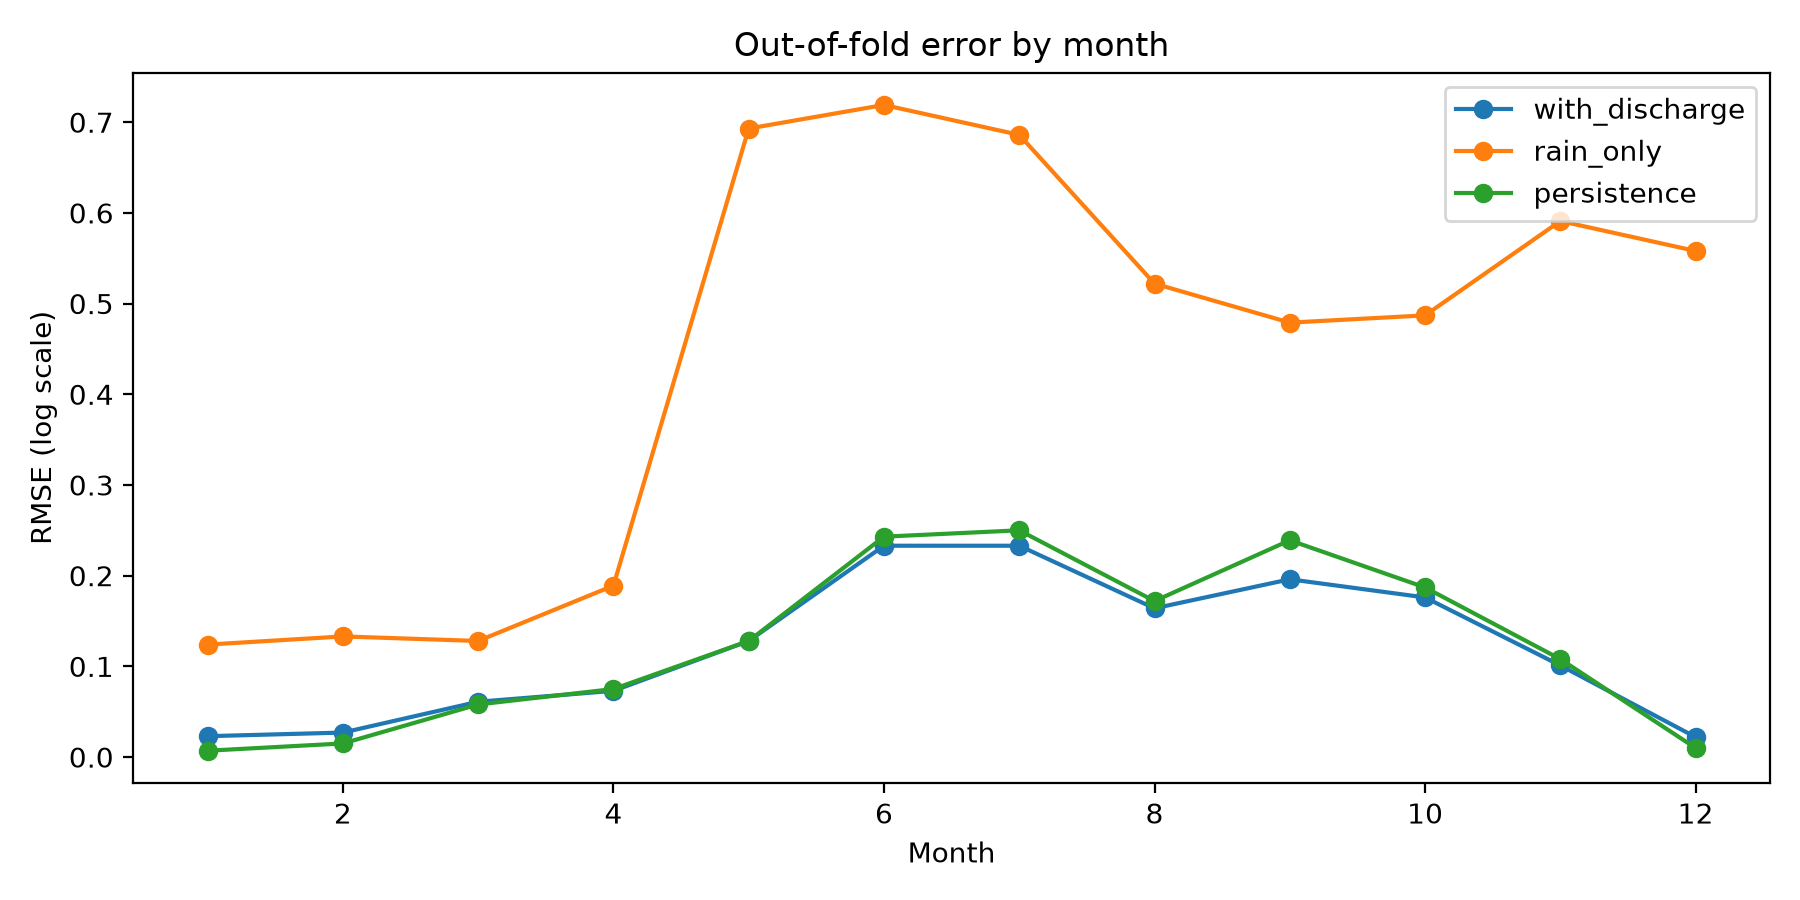 Out-of-fold error by month
with_discharge
rain_only
persistence
RMSE (log scale)
0.7
0.6
0.5
0.4
0.3
0.2
0.1
0.0
2 4 6 8 10 12
Month